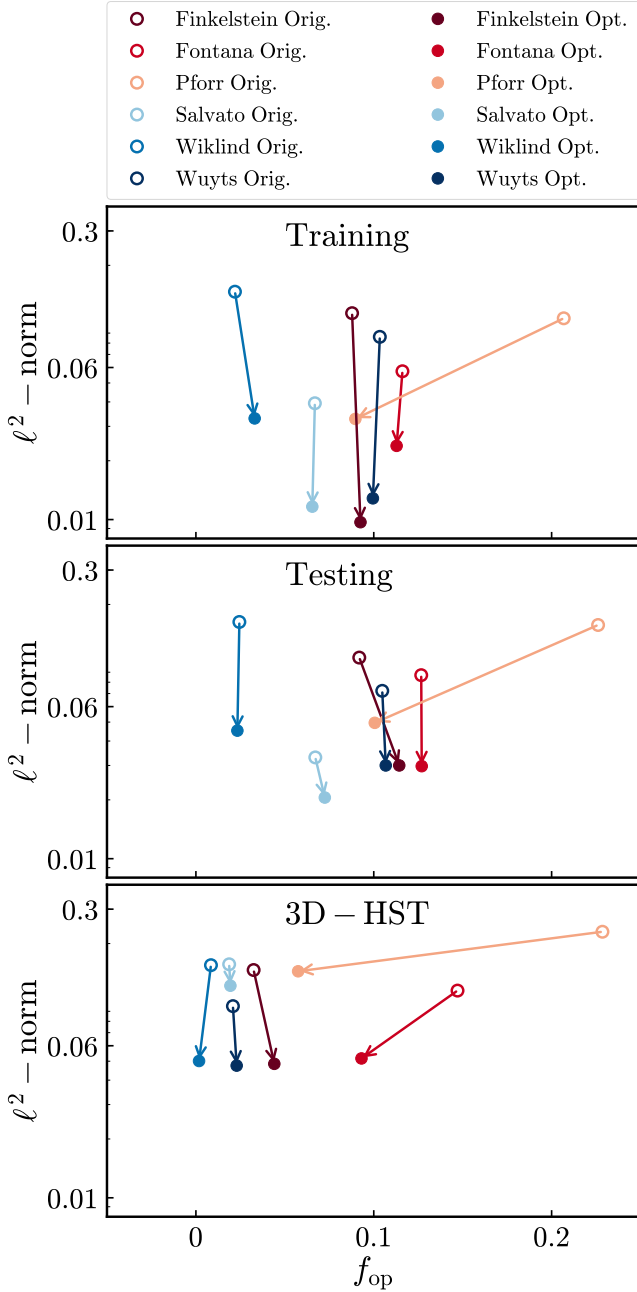 Finkelstein Orig. Finkelstein Opt.
Fontana Orig. Fontana Opt.
Pforr Orig. Pforr Opt.
Salvato Orig. Salvato Opt.
Wiklind Orig. Wiklind Opt.
Wuyts Orig. Wuyts Opt.
Training
0.3
0.06
0.01
ℓ² − norm
Testing
0.3
0.06
0.01
ℓ² − norm
3D − HST
0.3
0.06
0.01
ℓ² − norm
0 0.1 0.2
f_op